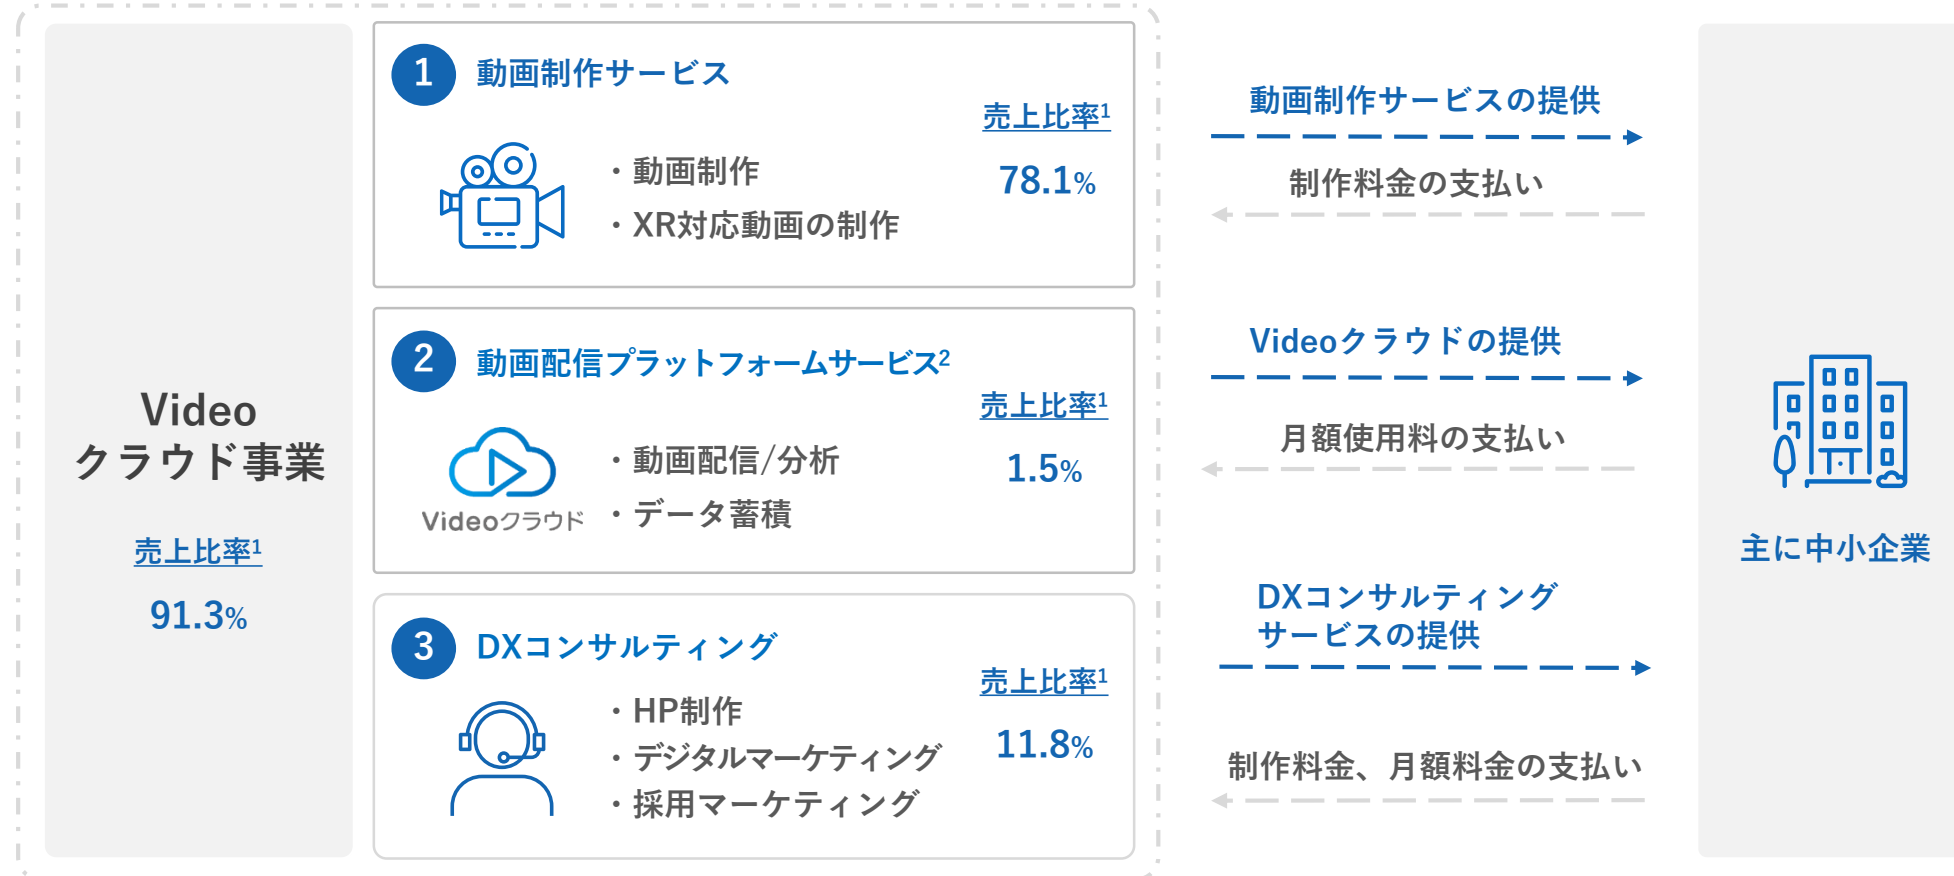 Video
クラウド事業
売上比率1
91.3%
1
動画制作サービス
売上比率1
・動画制作
・XR対応動画の制作
78.1%
2
動画配信プラットフォームサービス2
売上比率1
Videoクラウド
・動画配信/分析
・データ蓄積
1.5%
3
DXコンサルティング
売上比率1
・HP制作
・デジタルマーケティング
・採用マーケティング
11.8%
動画制作サービスの提供
制作料金の支払い
Videoクラウドの提供
月額使用料の支払い
DXコンサルティング
サービスの提供
制作料金、月額料金の支払い
主に中小企業